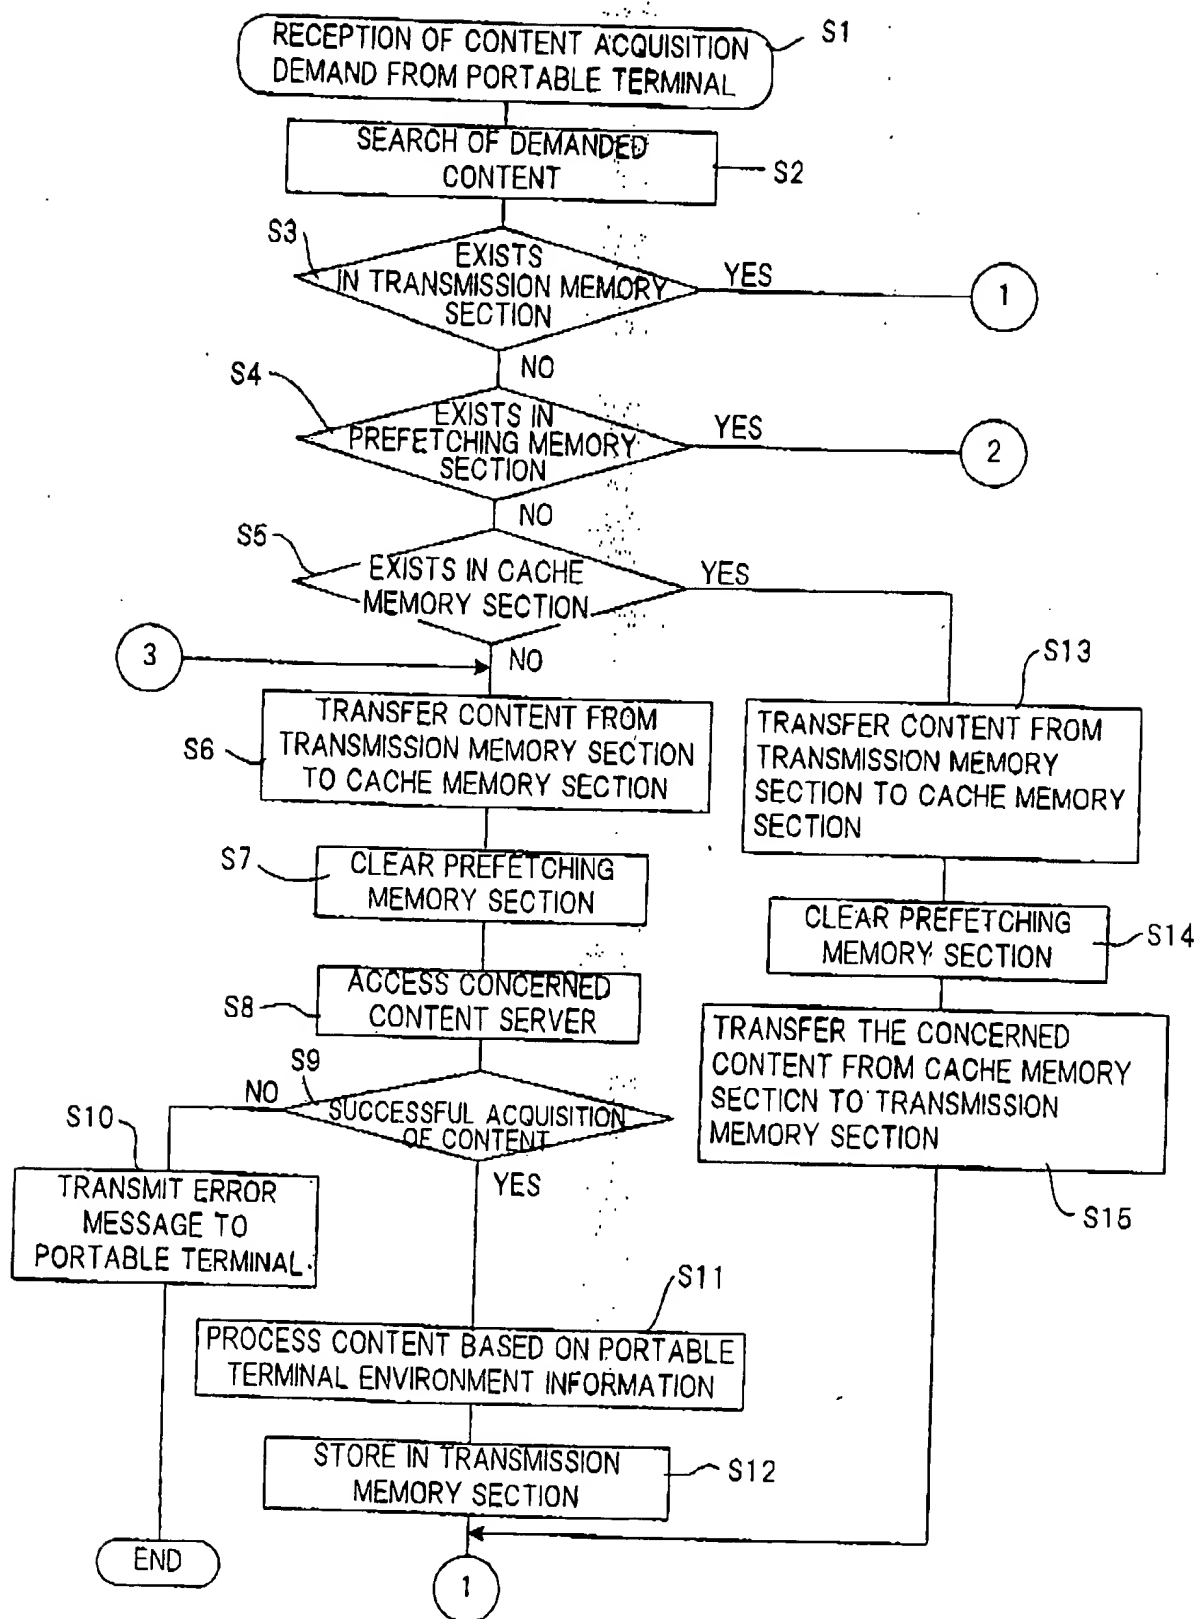 S1
RECEPTION OF CONTENT ACQUISITION
DEMAND FROM PORTABLE TERMINAL
SEARCH OF DEMANDED
CONTENT
S2
S3
EXISTS
IN TRANSMISSION MEMORY
SECTION
YES
1
NO
S4
EXISTS IN
PREFETCHING MEMORY
SECTION
YES
2
NO
S5
EXISTS IN CACHE
MEMORY SECTION
YES
3
NO
S13
TRANSFER CONTENT FROM
TRANSMISSION MEMORY SECTION
TO CACHE MEMORY SECTION
S6
TRANSFER CONTENT FROM
TRANSMISSION MEMORY
SECTION TO CACHE MEMORY
SECTION
S7
CLEAR PREFETCHING
MEMORY SECTION
CLEAR PREFETCHING
MEMORY SECTION
S14
S8
ACCESS CONCERNED
CONTENT SERVER
TRANSFER THE CONCERNED
CONTENT FROM CACHE MEMORY
SECTION TO TRANSMISSION
MEMORY SECTION
S15
S9
NO
SUCCESSFUL ACQUISITION
OF CONTENT
YES
S10
TRANSMIT ERROR
MESSAGE TO
PORTABLE TERMINAL.
S11
PROCESS CONTENT BASED ON PORTABLE
TERMINAL ENVIRONMENT INFORMATION
STORE IN TRANSMISSION
MEMORY SECTION
S12
END
1